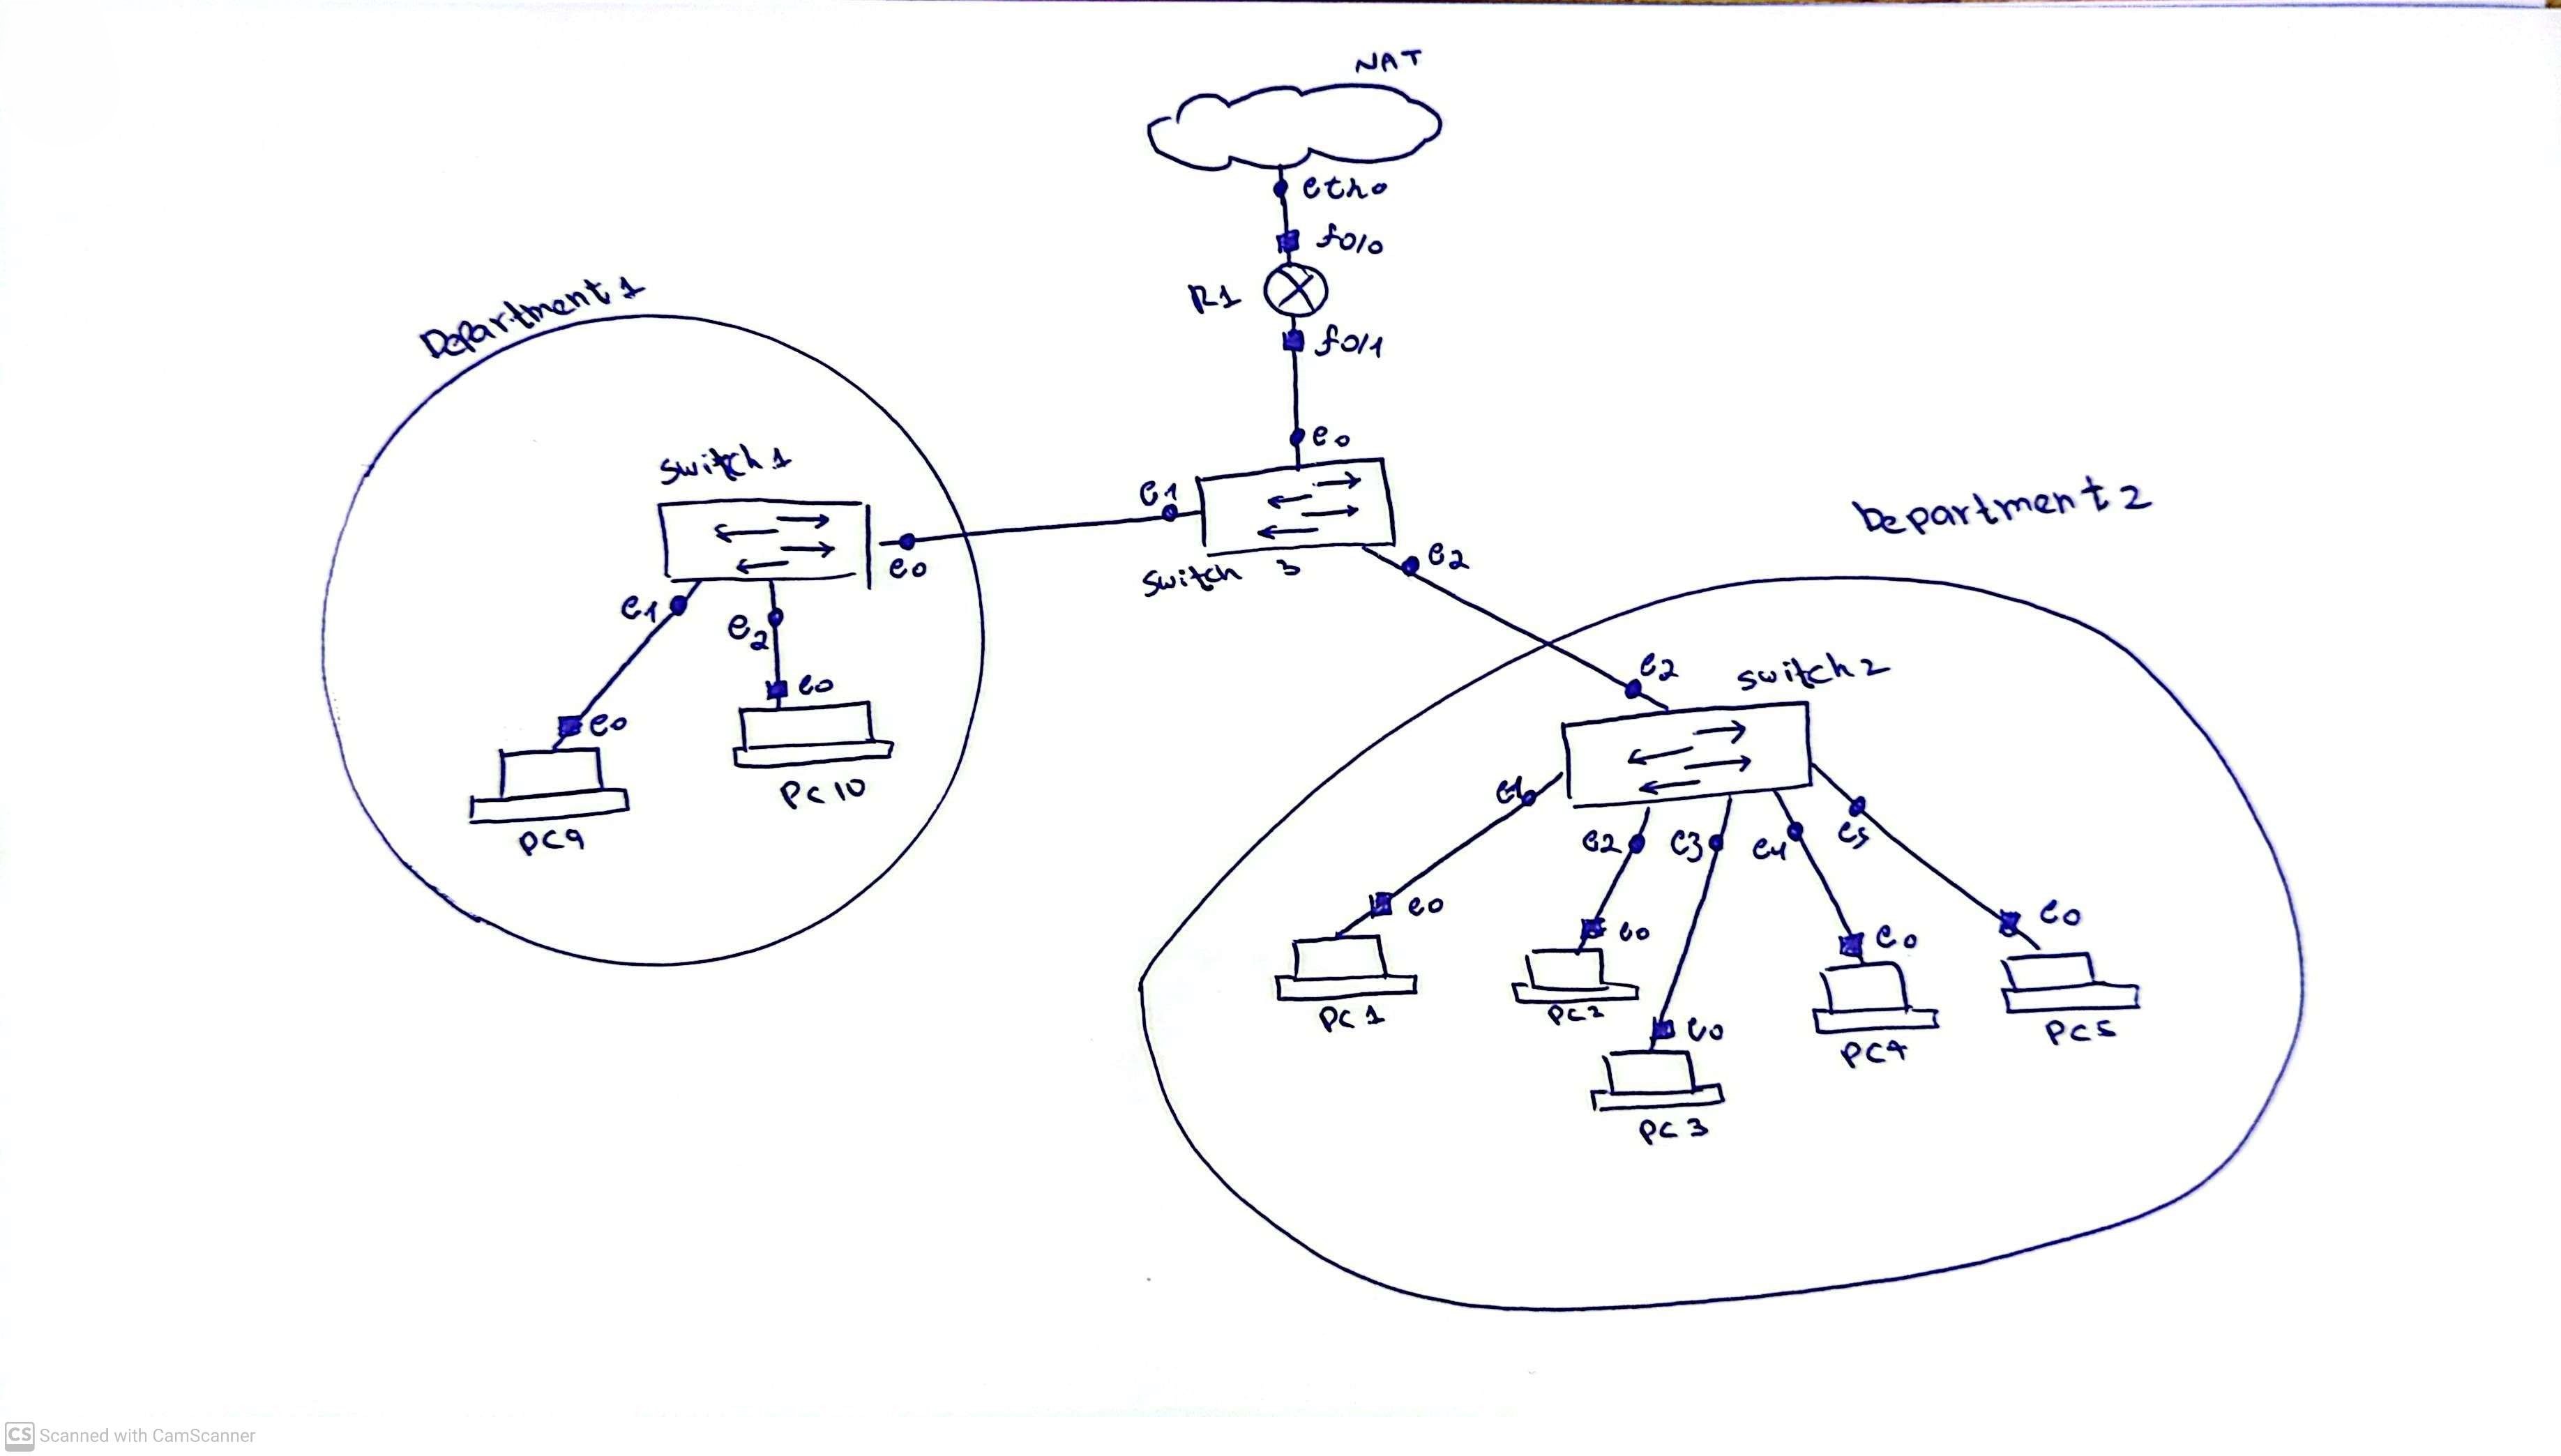 NAT
eth0
f0/0
R1
f0/1
e0
Department 1
switch 1
e1
e0
switch 3
e2
Department 2
e1
e2
e0
e0
PC9
PC10
e2
switch 2
e1
e2
e3
e4
e5
e0
e0
e0
e0
e0
PC1
PC2
PC3
PC4
PC5
CS Scanned with CamScanner